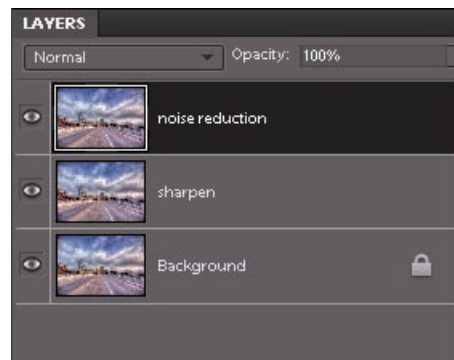 LAYERS
Normal Opacity: 100%
noise reduction
sharpen
Background